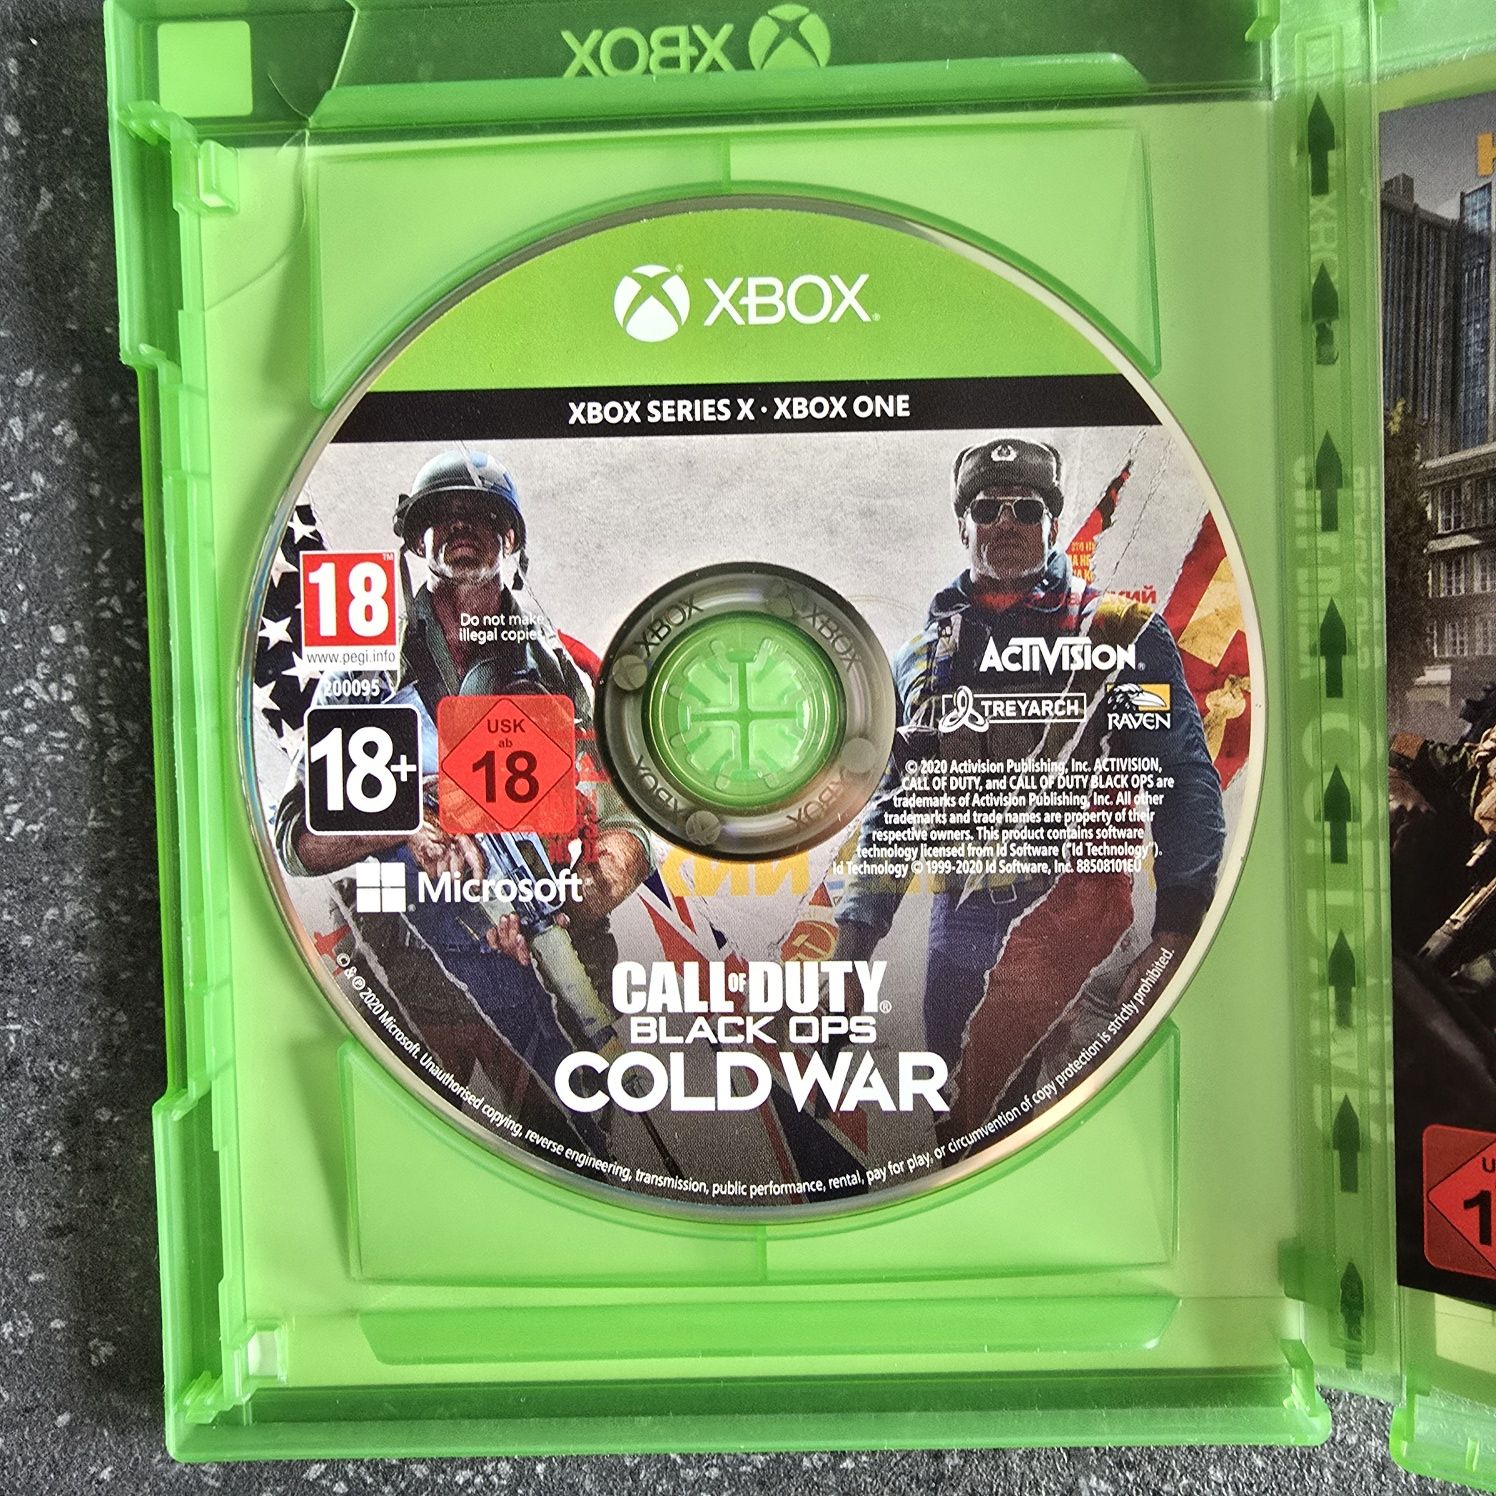 XBOX
XBOX
XBOX SERIES X · XBOX ONE
18
www.pegi.info
Do not make
illegal copies
200095
18+
USK
ab
18
XBOX
XBOX
XBOX
XBOX
ACTIVISION
TREYARCH
RAVEN
© 2020 Activision Publishing, Inc. ACTIVISION,
CALL OF DUTY, and CALL OF DUTY BLACK OPS are
trademarks of Activision Publishing, Inc. All other
trademarks and trade names are property of their
respective owners. This product contains software
technology licensed from Id Software ("Id Technology").
Id Technology © 1999-2020 Id Software, Inc. 88508101EU
Microsoft
CALL OF DUTY
BLACK OPS
COLD WAR
© & ℗ 2020 Microsoft. Unauthorised copying, reverse engineering, transmission, public performance, rental, pay for play, or circumvention of copy protection is strictly prohibited.